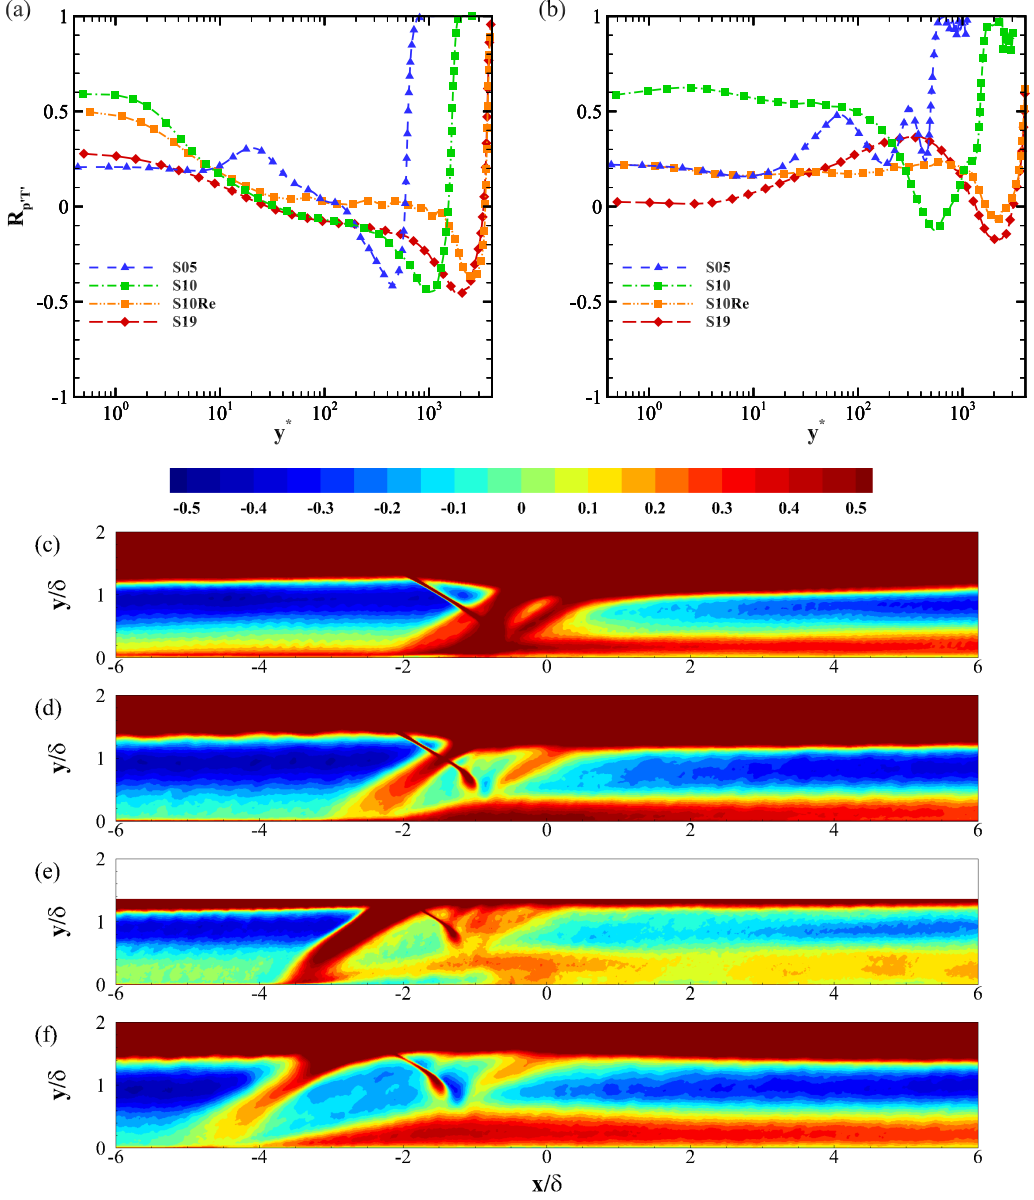 (a)
1
0.5
0
-0.5
-1
R_{p'T'}
S05
S10
S10Re
S19
10^0 10^1 10^2 10^3
y^*
(b)
1
0.5
0
-0.5
-1
S05
S10
S10Re
S19
10^0 10^1 10^2 10^3
y^*
-0.5 -0.4 -0.3 -0.2 -0.1 0 0.1 0.2 0.3 0.4 0.5
(c)
y/δ
2
1
0
-6 -4 -2 0 2 4 6
(d)
y/δ
2
1
0
-6 -4 -2 0 2 4 6
(e)
y/δ
2
1
0
-6 -4 -2 0 2 4 6
(f)
y/δ
2
1
0
-6 -4 -2 0 2 4 6
x/δ